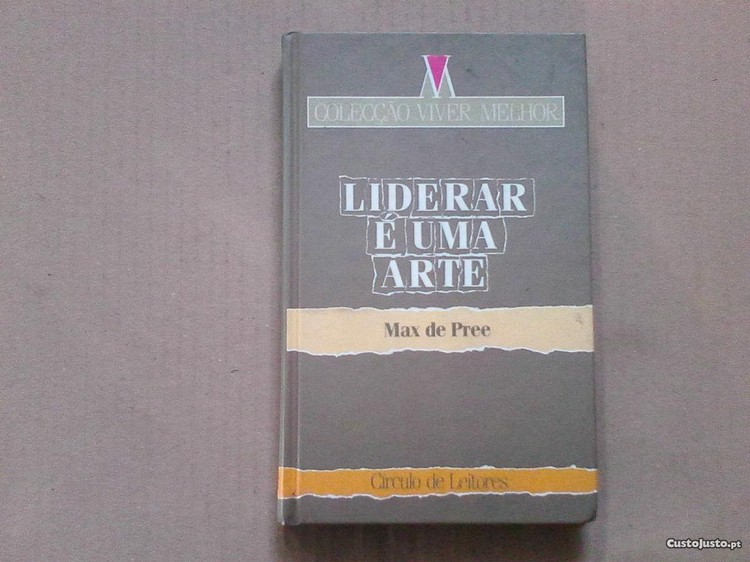 COLECÇÃO VIVER MELHOR
LIDERAR
É UMA
ARTE
Max de Pree
Círculo de Leitores
CustoJusto.pt